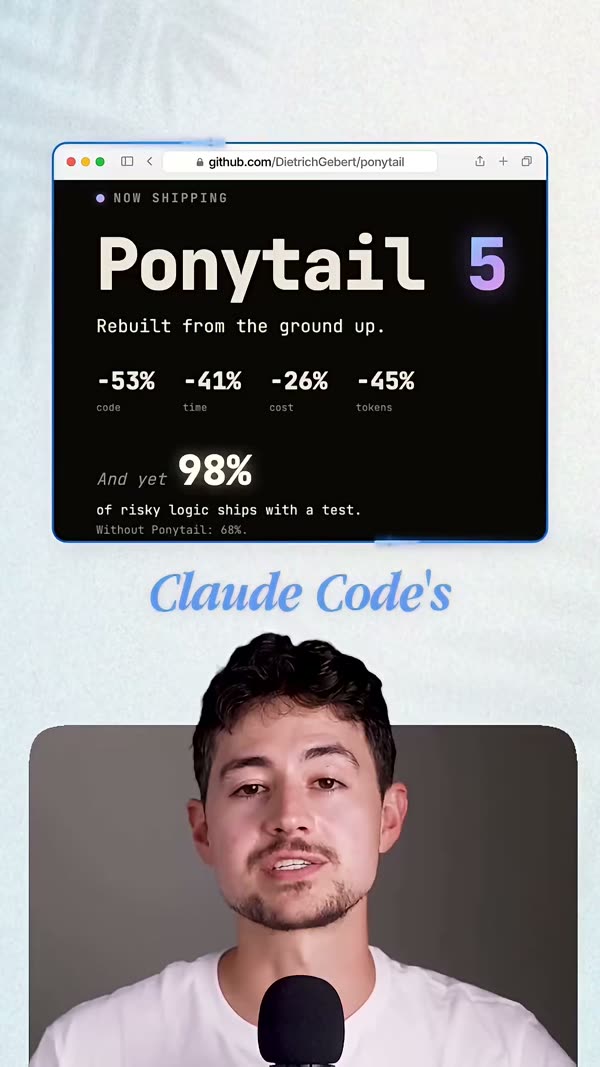 github.com/DietrichGebert/ponytail
NOW SHIPPING
Ponytail 5
Rebuilt from the ground up.
-53% -41% -26% -45%
code time cost tokens
And yet 98%
of risky logic ships with a test.
Without Ponytail: 68%.
Claude Code's